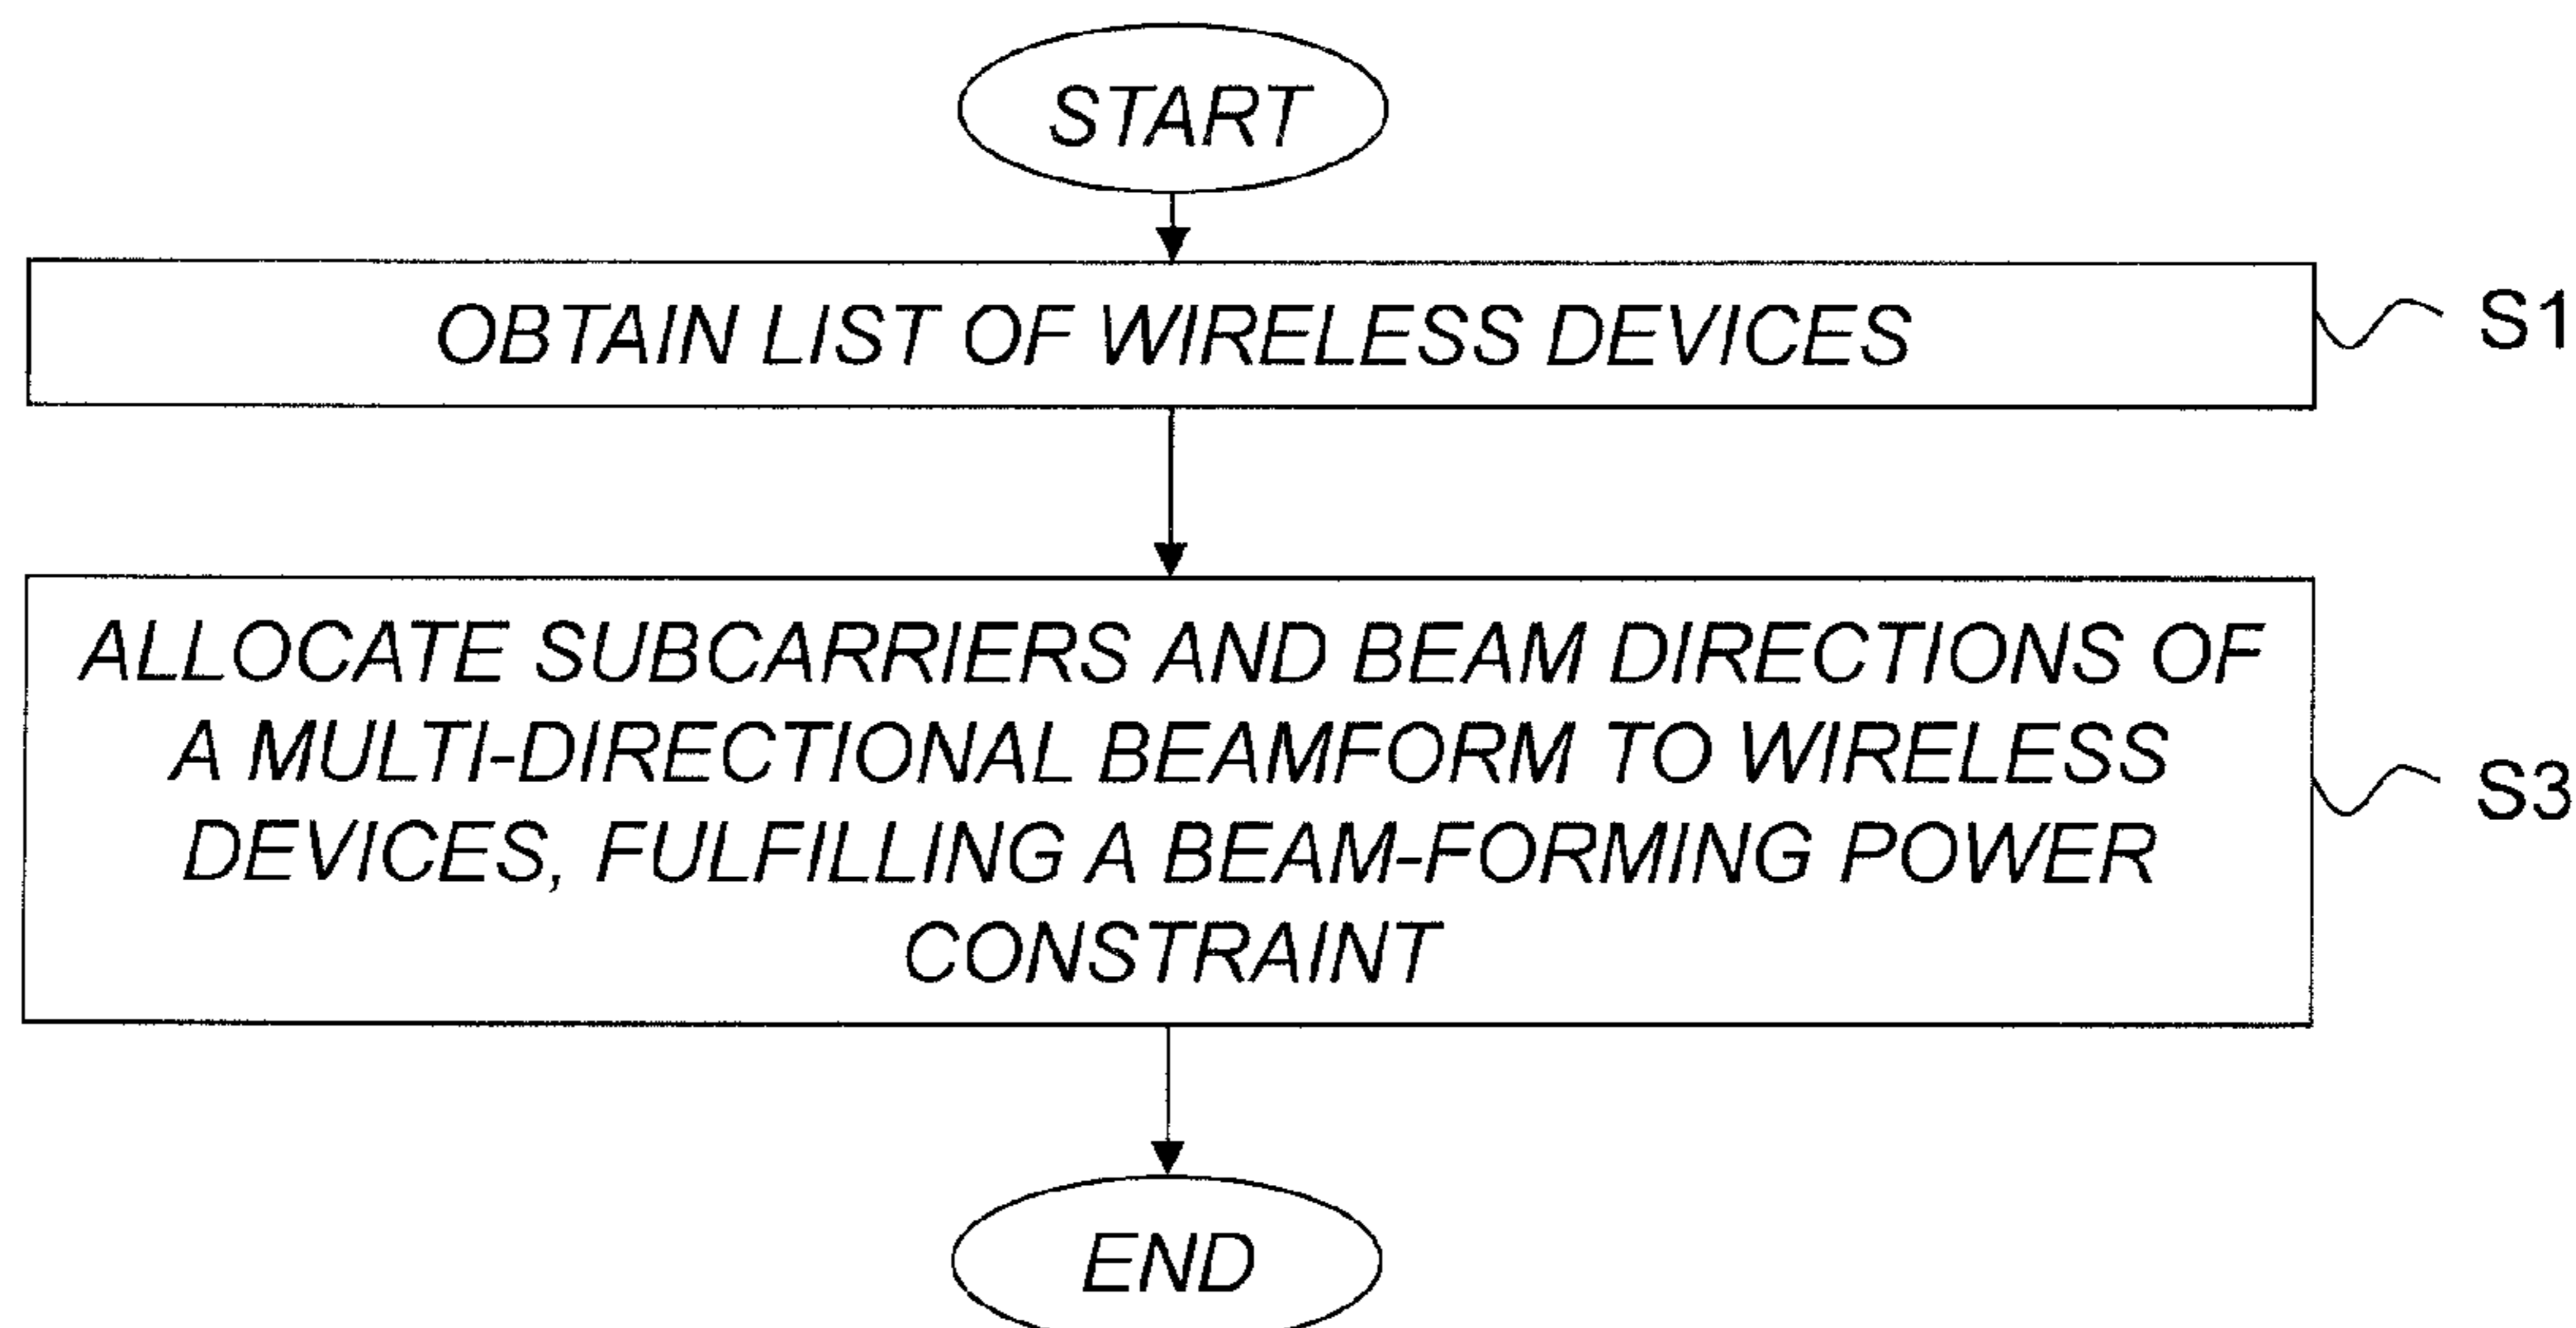 START
OBTAIN LIST OF WIRELESS DEVICES
S1
ALLOCATE SUBCARRIERS AND BEAM DIRECTIONS OF
A MULTI-DIRECTIONAL BEAMFORM TO WIRELESS
DEVICES, FULFILLING A BEAM-FORMING POWER
CONSTRAINT
S3
END